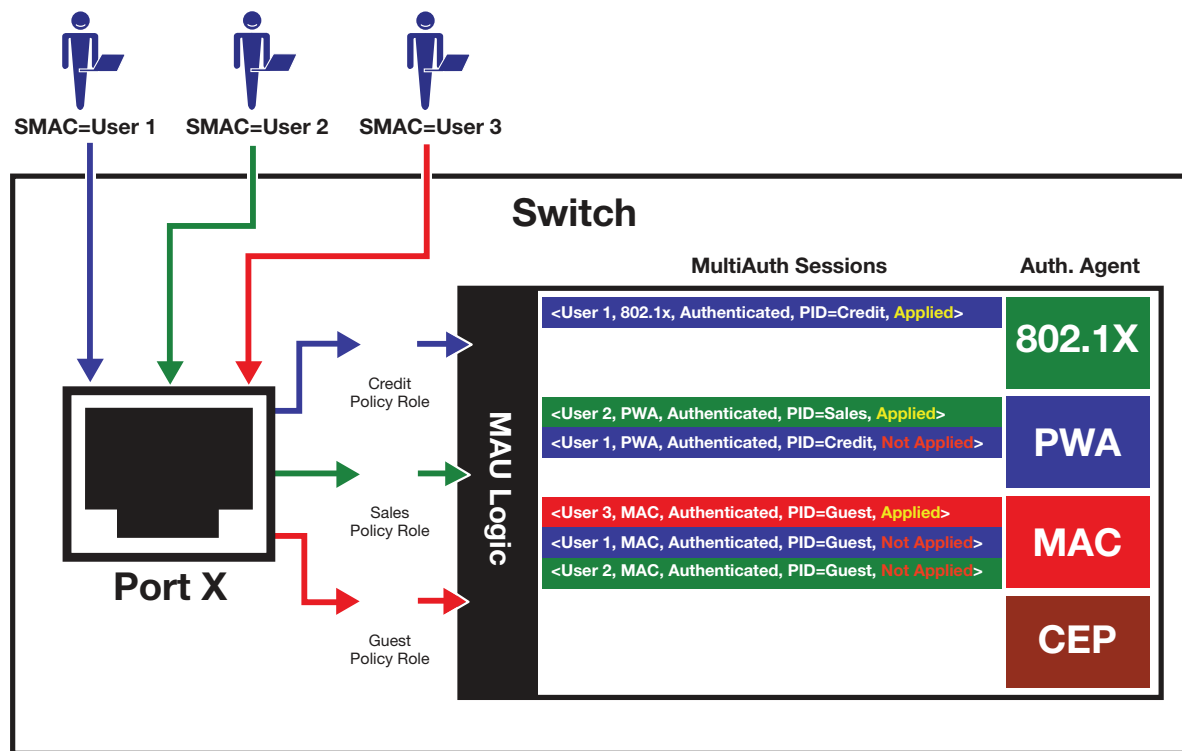 SMAC=User 1
SMAC=User 2
SMAC=User 3
Switch
MultiAuth Sessions
Auth. Agent
<User 1, 802.1x, Authenticated, PID=Credit, Applied>
802.1X
Credit
Policy Role
<User 2, PWA, Authenticated, PID=Sales, Applied>
<User 1, PWA, Authenticated, PID=Credit, Not Applied>
PWA
MAU Logic
Sales
Policy Role
<User 3, MAC, Authenticated, PID=Guest, Applied>
<User 1, MAC, Authenticated, PID=Guest, Not Applied>
<User 2, MAC, Authenticated, PID=Guest, Not Applied>
MAC
Port X
Guest
Policy Role
CEP